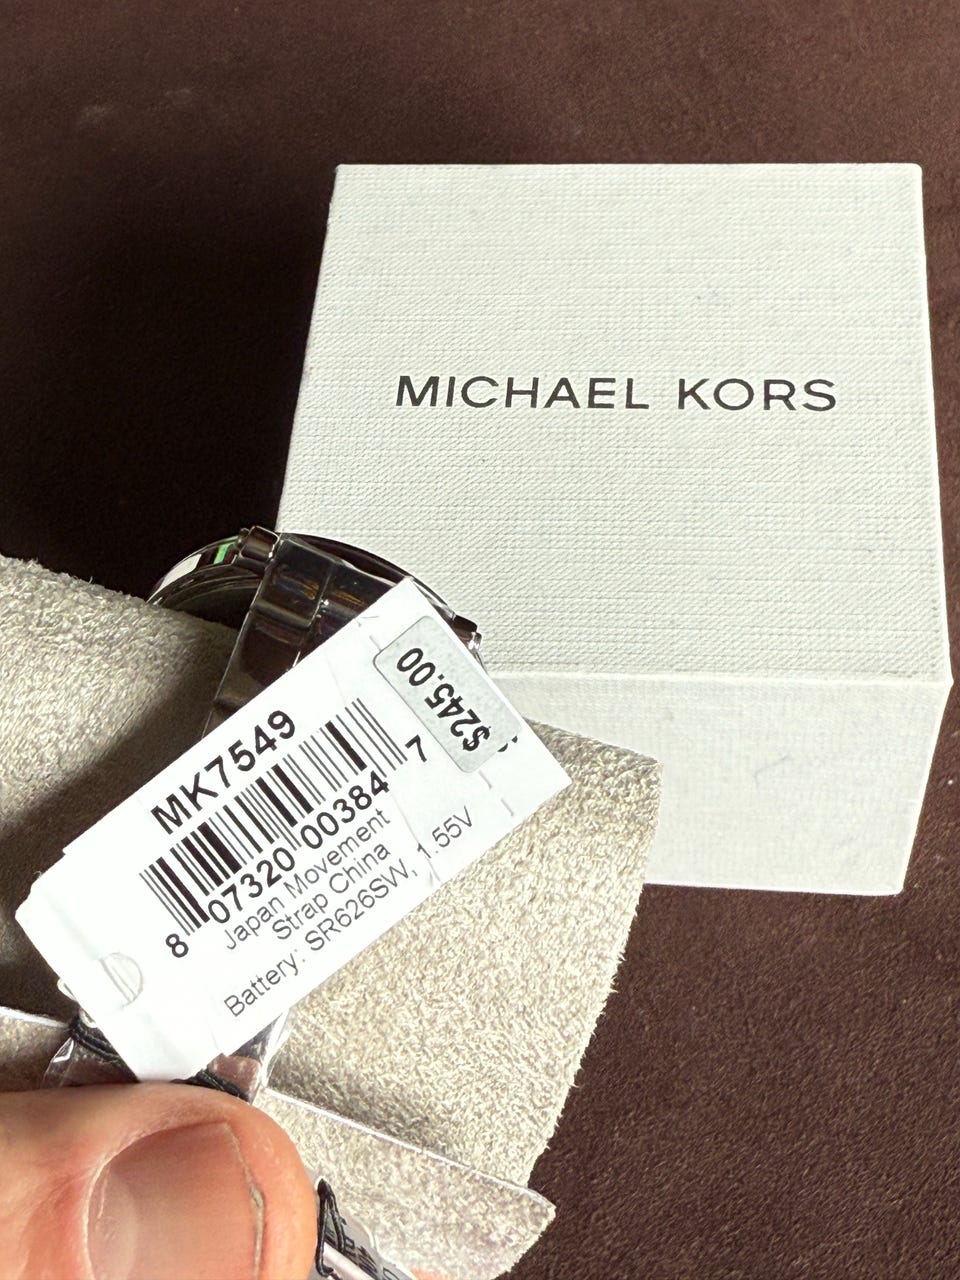 MICHAEL KORS
$245.00
MK7549
8 07320 00384 7
Japan Movement
Strap China
Battery: SR626SW, 1.55V